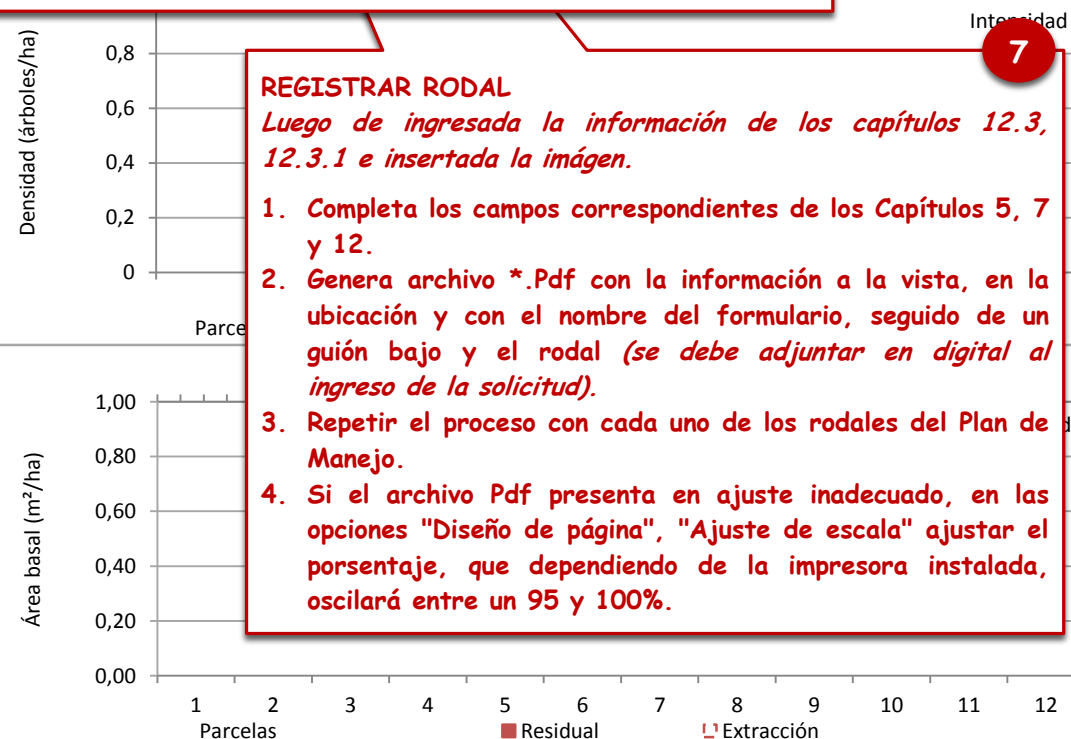 Intensidad
7
Densidad (árboles/ha)
0,8
0,6
0,4
0,2
0
REGISTRAR RODAL
Luego de ingresada la información de los capítulos 12.3,
12.3.1 e insertada la imágen.
1. Completa los campos correspondientes de los Capítulos 5, 7
y 12.
2. Genera archivo *.Pdf con la información a la vista, en la
ubicación y con el nombre del formulario, seguido de un
guión bajo y el rodal (se debe adjuntar en digital al
ingreso de la solicitud).
3. Repetir el proceso con cada uno de los rodales del Plan de
Manejo.
4. Si el archivo Pdf presenta en ajuste inadecuado, en las
opciones "Diseño de página", "Ajuste de escala" ajustar el
porsentaje, que dependiendo de la impresora instalada,
oscilará entre un 95 y 100%.
Parce
Área basal (m²/ha)
1,00
0,80
0,60
0,40
0,20
0,00
1 2 3 4 5 6 7 8 9 10 11 12
Parcelas Residual Extracción